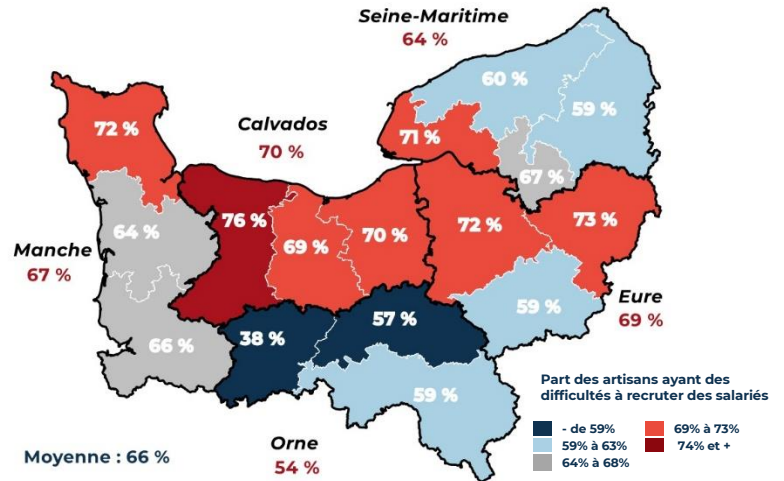 Seine-Maritime
64 %
60 %
59 %
72 %
Calvados
70 %
71 %
67 %
76 %
69 %
70 %
72 %
73 %
64 %
Manche
67 %
66 %
38 %
57 %
59 %
Eure
69 %
59 %
Orne
54 %
Moyenne : 66 %
Part des artisans ayant des
difficultés à recruter des salariés
- de 59%
59% à 63%
64% à 68%
69% à 73%
74% et +